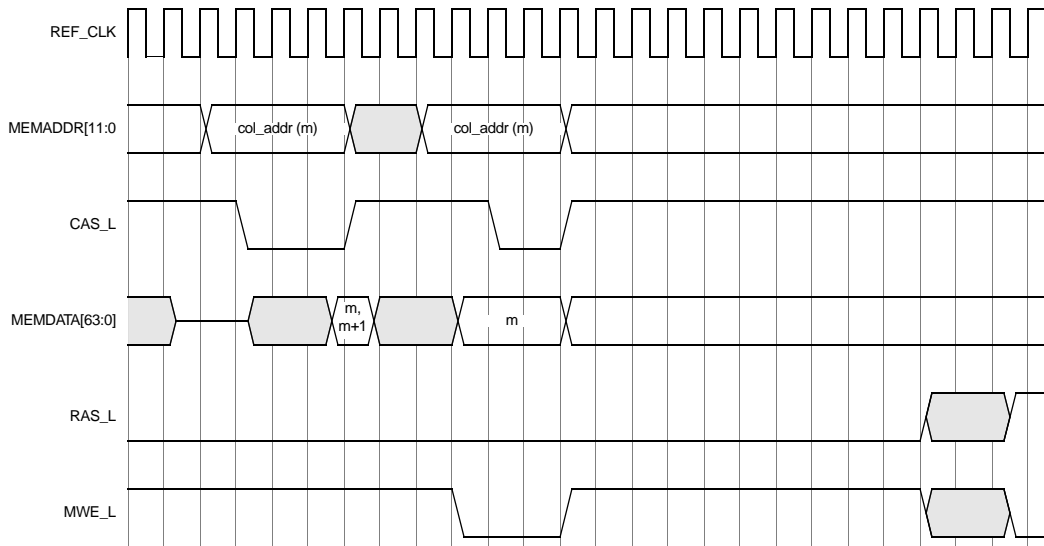 REF_CLK
MEMADDR[11:0
col_addr (m)
col_addr (m)
CAS_L
MEMDATA[63:0]
m,
m+1
m
RAS_L
MWE_L